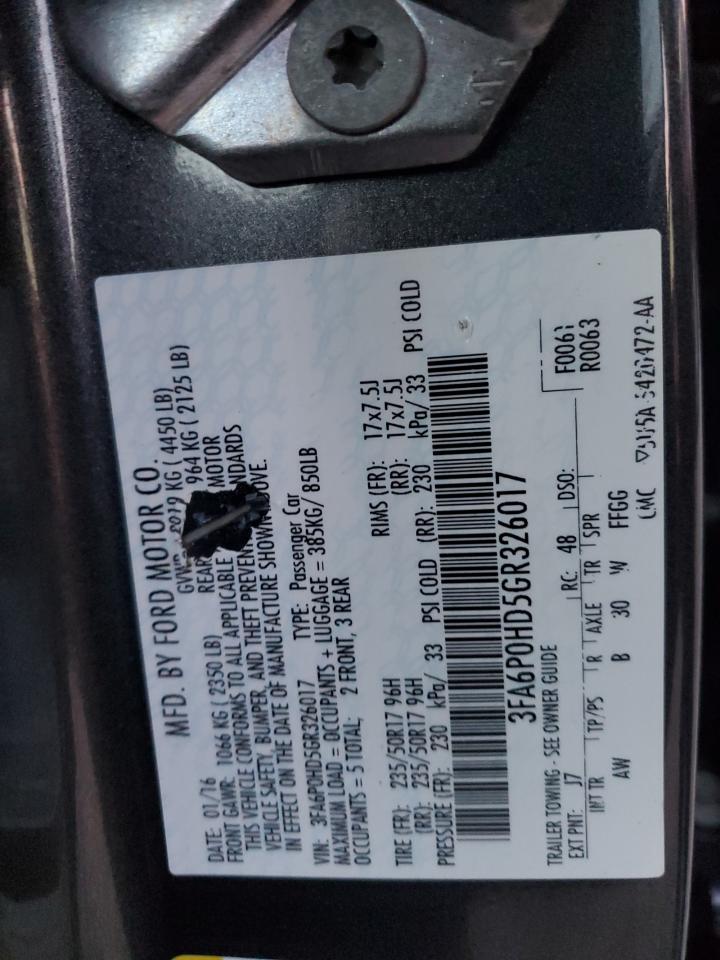 MFD. BY FORD MOTOR CO.
DATE: 01/16 KG ( 4450 LB)
FRONT GAWR: 1066 KG ( 2350 LB) REAR 964 KG ( 2125 LB)
THIS VEHICLE CONFORMS TO ALL APPLICABLE MOTOR
VEHICLE SAFETY, BUMPER, AND THEFT
IN EFFECT ON THE DATE OF MANUFACTURE SHOWN
VIN: 3FA6P0HD5GR326017 TYPE: Passenger Car
MAXIMUM LOAD = OCCUPANTS + LUGGAGE = 385KG/ 850LB
OCCUPANTS = 5 TOTAL; 2 FRONT, 3 REAR
TIRE (FR): 235/50R17 96H RIMS (FR): 17x7.5J
(RR): 235/50R17 96H (RR): 17x7.5J
PRESSURE (FR): 230 kPa/ 33 PSI COLD (RR): 230 kPa/ 33 PSI COLD
3FA6P0HD5GR326017
TRAILER TOWING - SEE OWNER GUIDE
F0061
R0063
EXT PNT: J7 RC: 48 DSO:
INT TR TP/PS R AXLE TR SPR
AW B 30 W FFGG